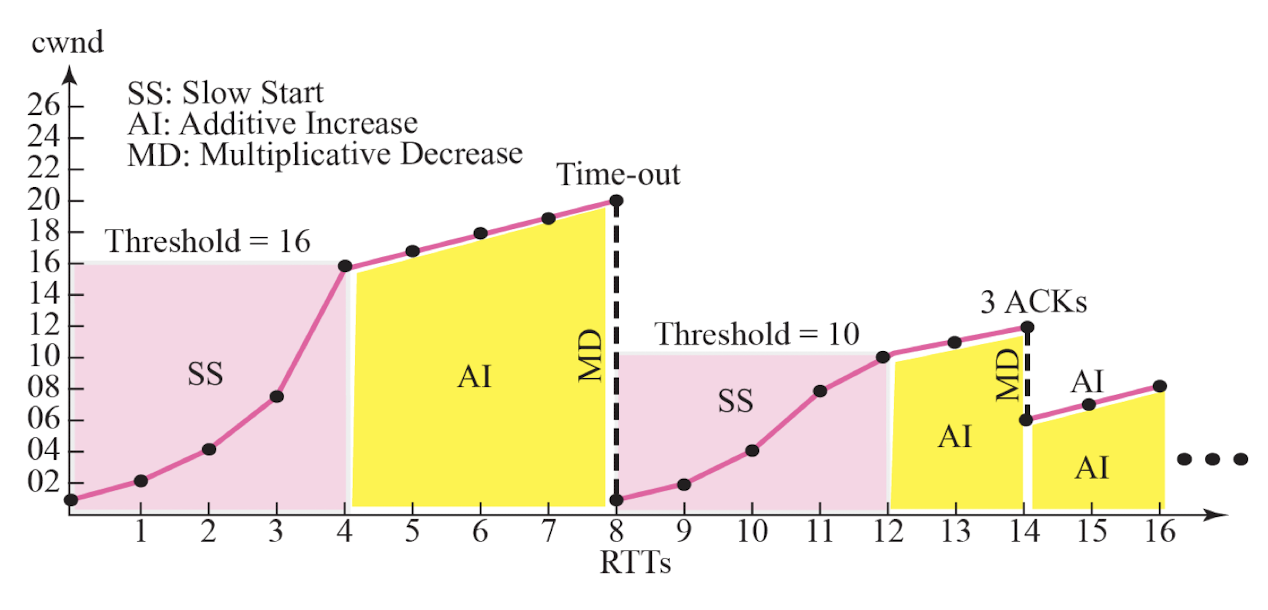 cwnd
SS: Slow Start
AI: Additive Increase
MD: Multiplicative Decrease
26
24
22
20
18
16
14
12
10
08
06
04
02
Time-out
Threshold = 16
SS
AI
MD
Threshold = 10
SS
3 ACKs
MD
AI
AI
AI
1 2 3 4 5 6 7 8 9 10 11 12 13 14 15 16
RTTs